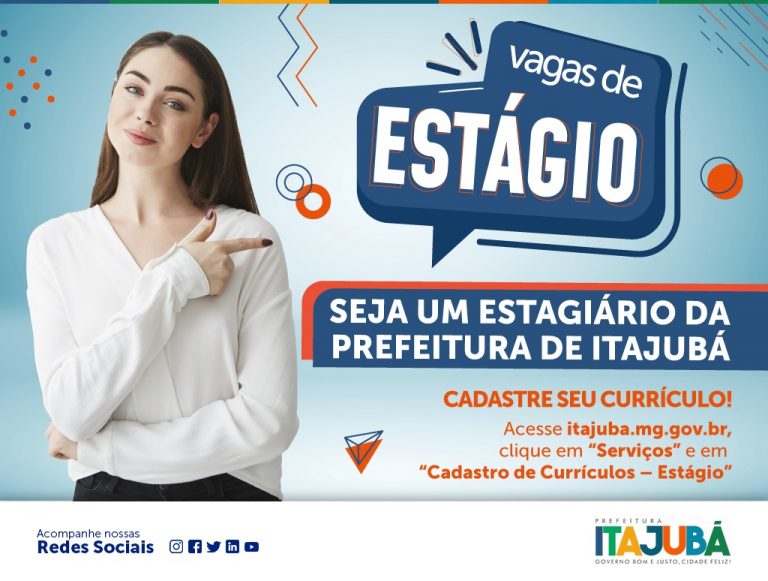 vagas de
ESTÁGIO
SEJA UM ESTAGIÁRIO DA
PREFEITURA DE ITAJUBÁ
CADASTRE SEU CURRÍCULO!
Acesse itajuba.mg.gov.br,
clique em “Serviços” e em
“Cadastro de Currículos – Estágio”
Acompanhe nossas
Redes Sociais
PREFEITURA
ITAJUBÁ
GOVERNO BOM E JUSTO, CIDADE FELIZ!